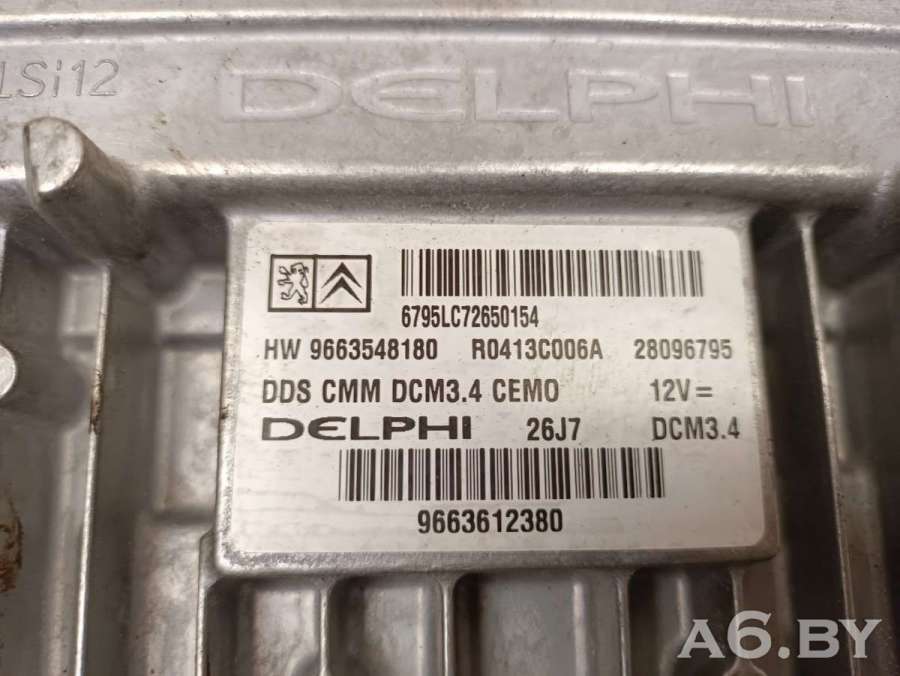 LSi12
DELPHI
6795LC72650154
HW 9663548180 R0413C006A 28096795
DDS CMM DCM3.4 CEMO 12V =
DELPHI 26J7 DCM3.4
9663612380
A6.BY